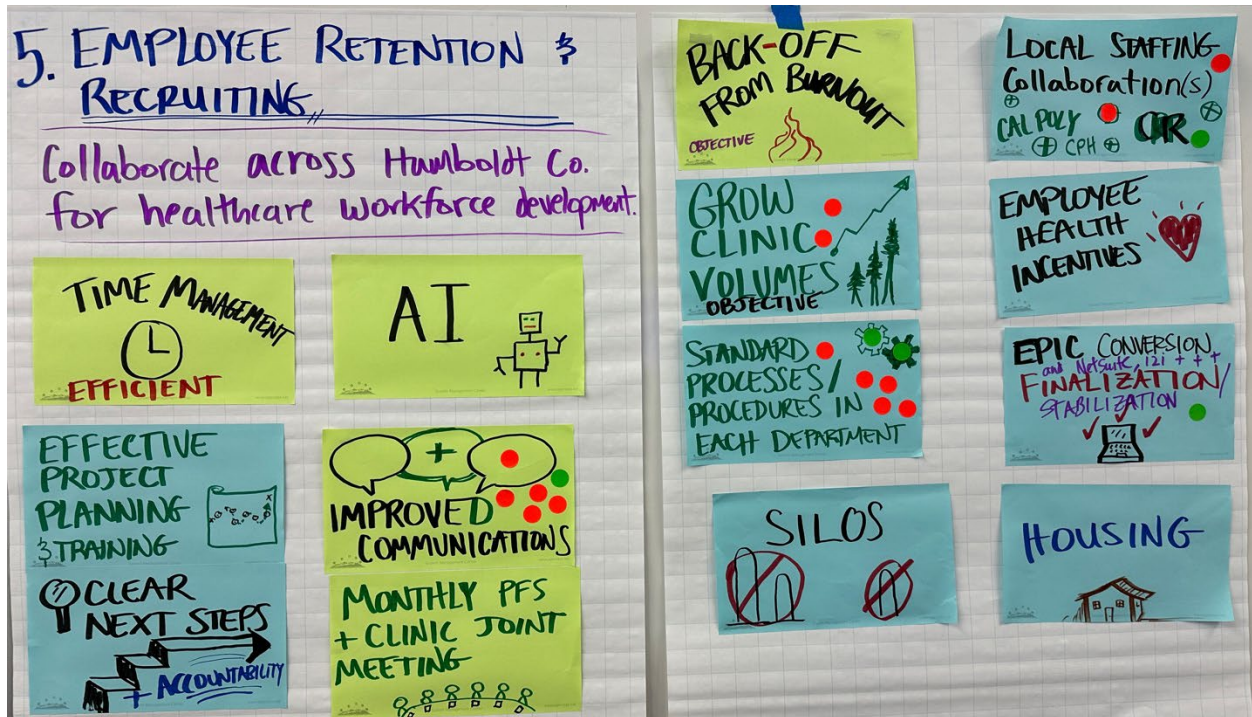 5. EMPLOYEE RETENTION &
RECRUITING
Collaborate across Humboldt Co.
for healthcare workforce development.
TIME MANAGEMENT
EFFICIENT
AI
EFFECTIVE
PROJECT
PLANNING
& TRAINING
+
IMPROVED
COMMUNICATIONS
CLEAR
NEXT STEPS
+ ACCOUNTABILITY
MONTHLY PFS
+ CLINIC JOINT
MEETING
BACK-OFF
FROM BURNOUT
OBJECTIVE
LOCAL STAFFING
Collaboration(s)
CAL POLY
CPH
GROW
CLINIC
VOLUMES
OBJECTIVE
EMPLOYEE
HEALTH
INCENTIVES
STANDARD
PROCESSES/
PROCEDURES IN
EACH DEPARTMENT
EPIC CONVERSION
and Netsuite, i2i + + +
FINALIZATION/
STABILIZATION
SILOS
HOUSING